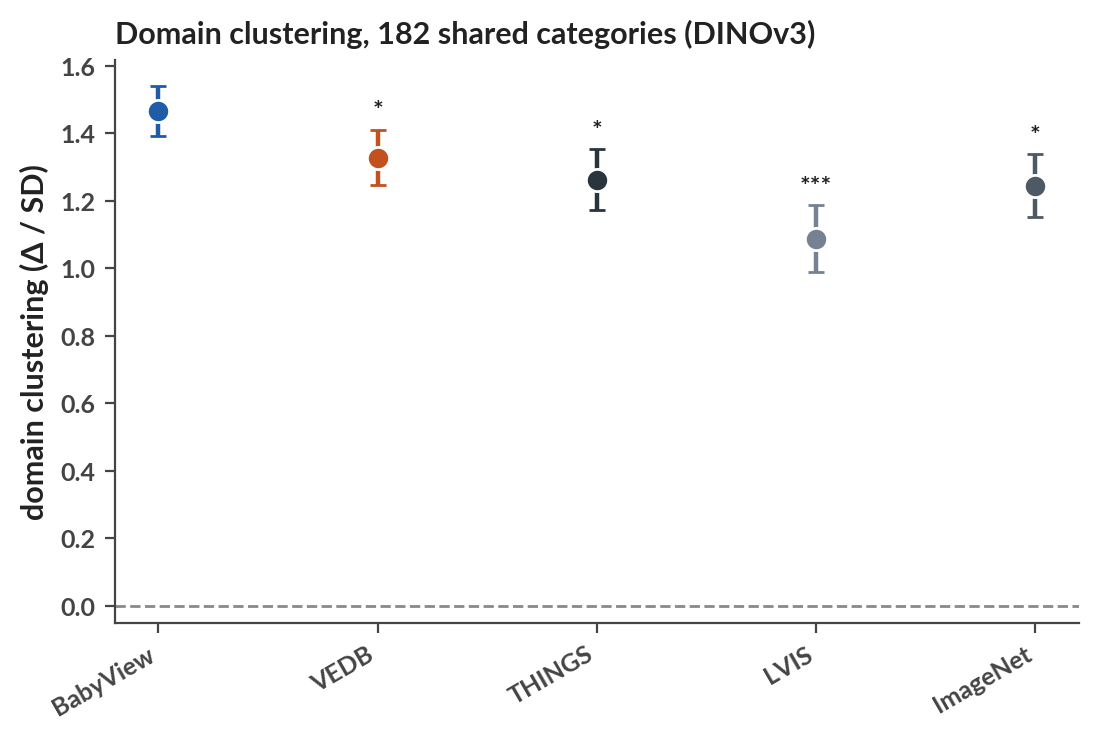 Domain clustering, 182 shared categories (DINOv3)
domain clustering (Δ / SD)
1.6
1.4
1.2
1.0
0.8
0.6
0.4
0.2
0.0
*
*
***
*
BabyView
VEDB
THINGS
LVIS
ImageNet